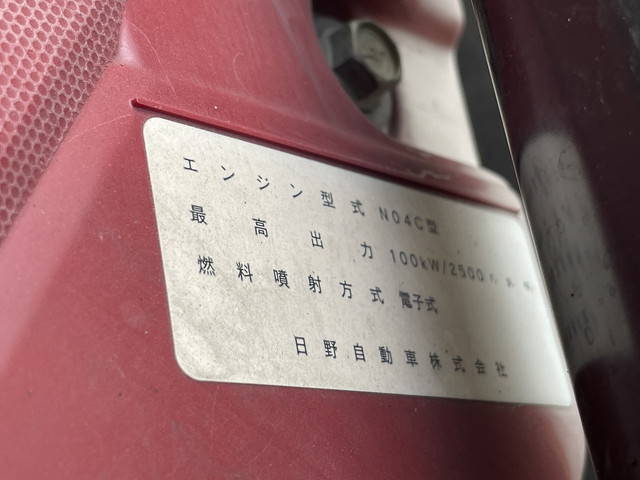 エンジン型式 N04C型
最高出力 100kW/2500 r.p.m.
燃料噴射方式 電子式
日野自動車株式会社